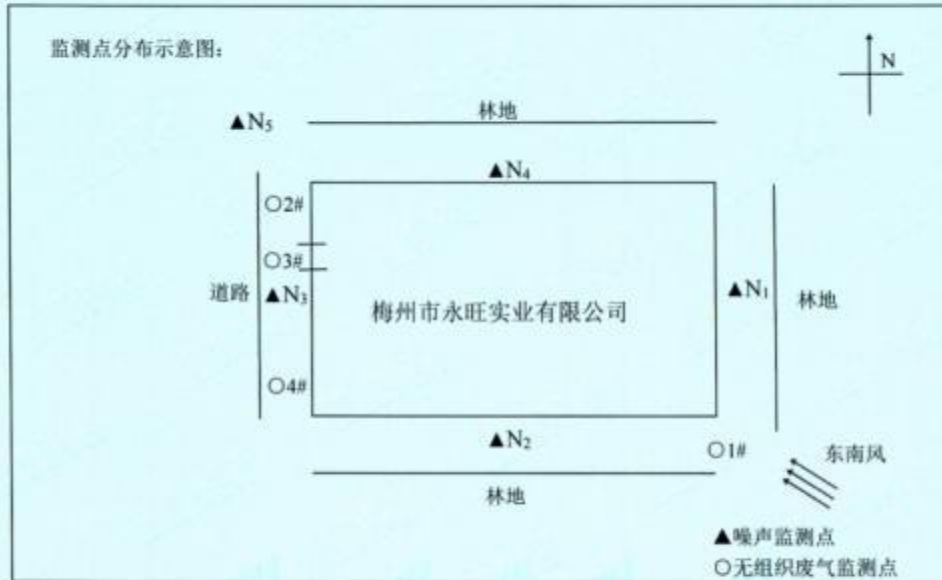 监测点分布示意图：
N
林地
▲N₅
▲N₄
○2#
○3#
道路
▲N₃
梅州市永旺实业有限公司
▲N₁
林地
○4#
▲N₂
○1#
东南风
林地
▲噪声监测点
○无组织废气监测点